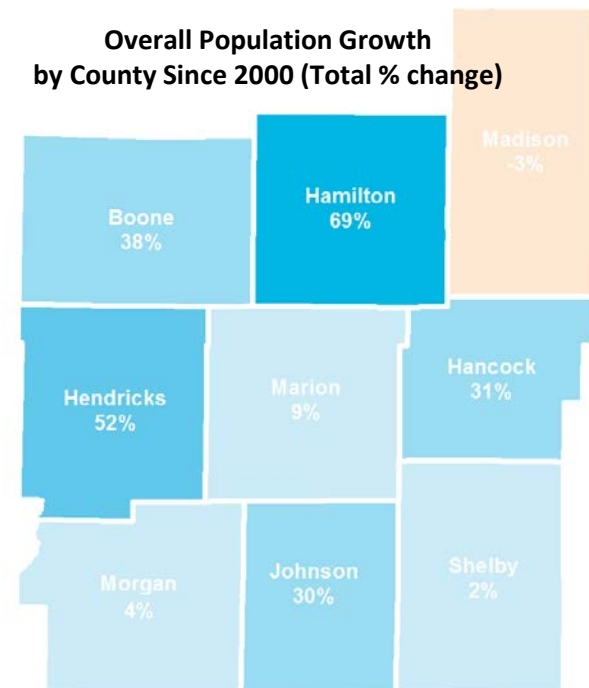 Overall Population Growth
by County Since 2000 (Total % change)
Madison
-3%
Hamilton
69%
Boone
38%
Hancock
31%
Marion
9%
Hendricks
52%
Shelby
2%
Johnson
30%
Morgan
4%